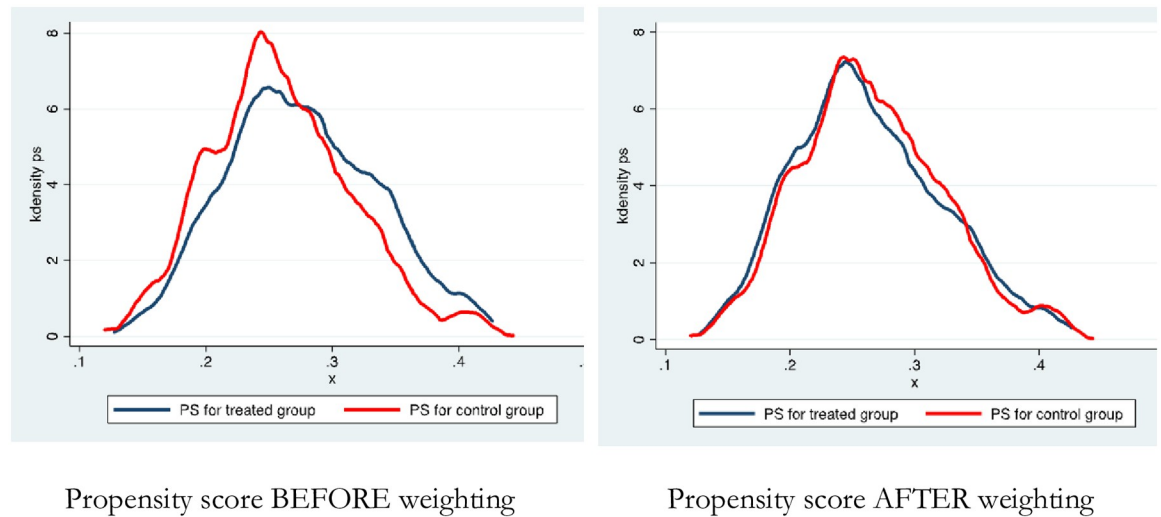 kdensity ps
8
6
4
2
0
.1
.2
.3
.4
x
PS for treated group
PS for control group
Propensity score BEFORE weighting
kdensity ps
8
6
4
2
0
.1
.2
.3
.4
x
PS for treated group
PS for control group
Propensity score AFTER weighting